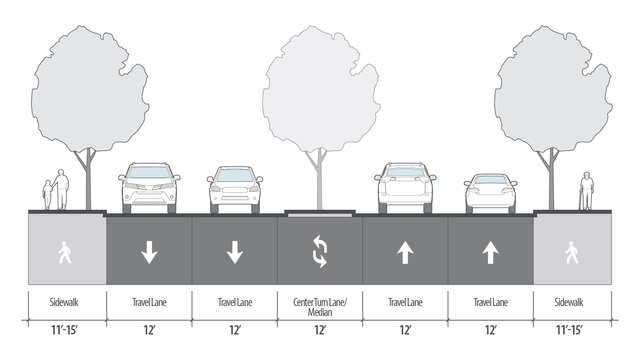 Sidewalk Travel Lane Travel Lane Center Turn Lane/ Travel Lane Travel Lane Sidewalk
Median
11'-15' 12' 12' 12' 12' 12' 11'-15'